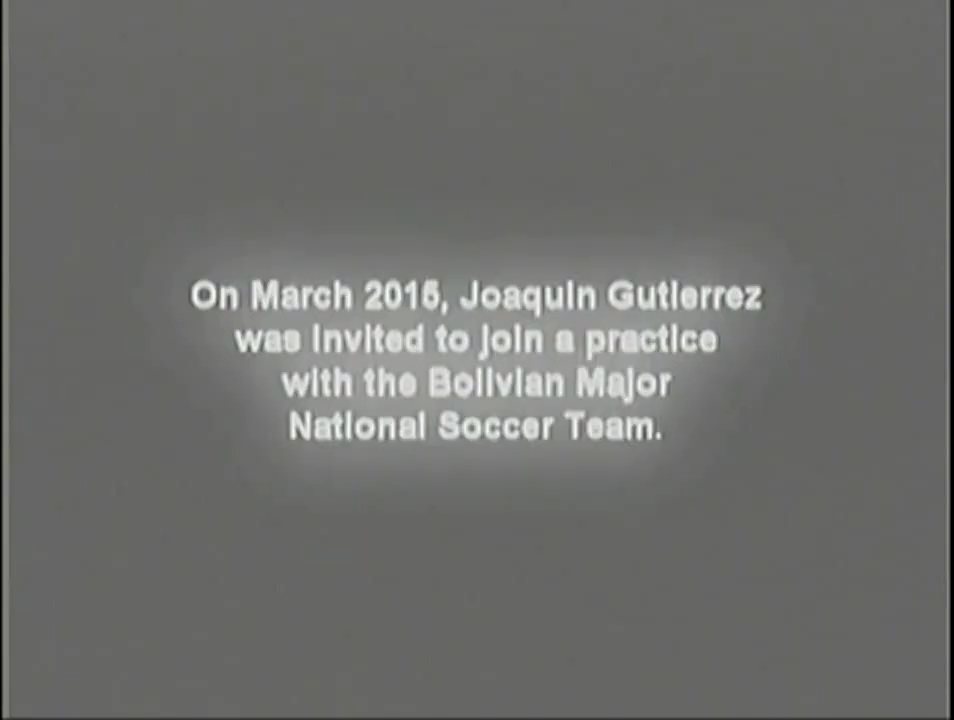 On March 2015, Joaquin Gutierrez
was invited to join a practice
with the Bolivian Major
National Soccer Team.